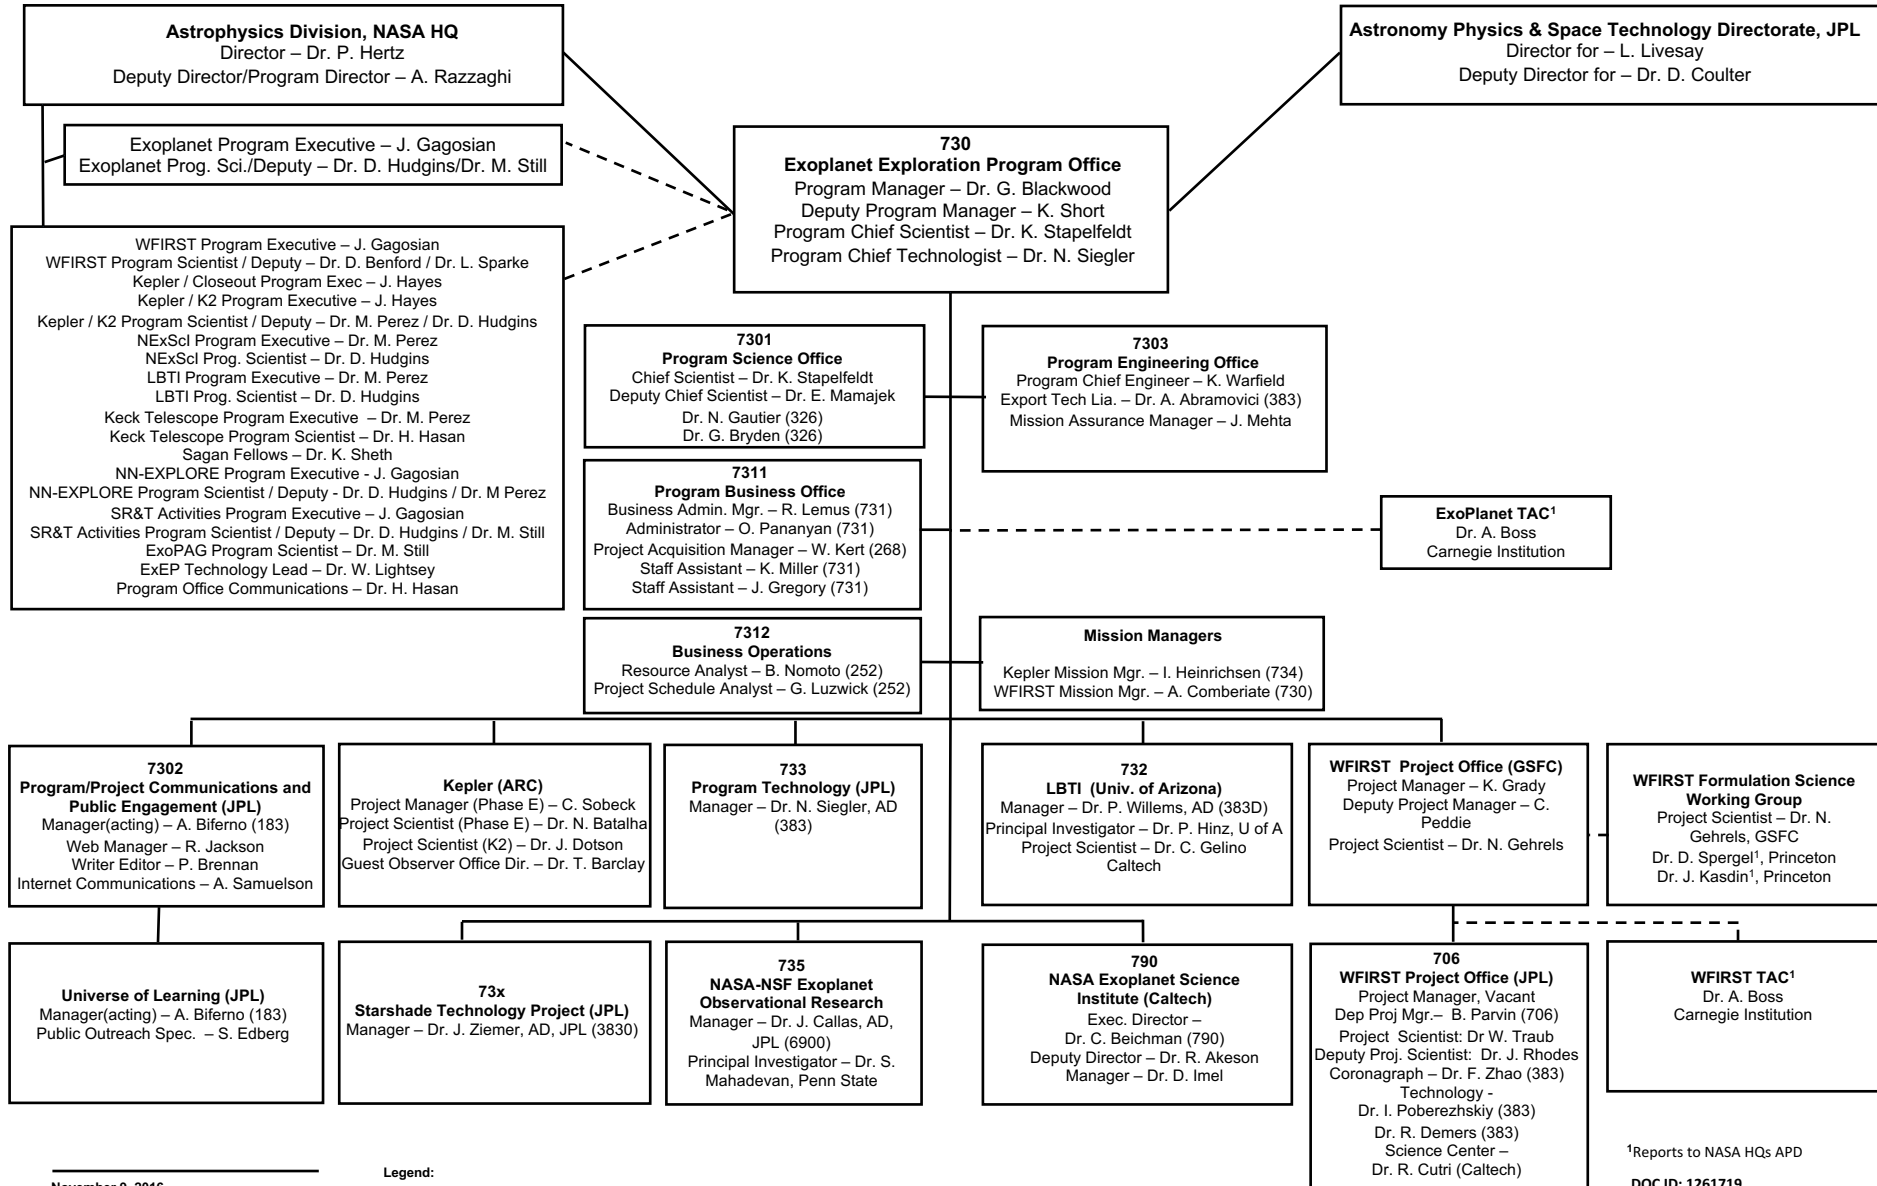 Astrophysics Division, NASA HQ
Director – Dr. P. Hertz
Deputy Director/Program Director – A. Razzaghi
Astronomy Physics & Space Technology Directorate, JPL
Director for – L. Livesay
Deputy Director for – Dr. D. Coulter
Exoplanet Program Executive – J. Gagosian
Exoplanet Prog. Sci./Deputy – Dr. D. Hudgins/Dr. M. Still
730
Exoplanet Exploration Program Office
Program Manager – Dr. G. Blackwood
Deputy Program Manager – K. Short
Program Chief Scientist – Dr. K. Stapelfeldt
Program Chief Technologist – Dr. N. Siegler
WFIRST Program Executive – J. Gagosian
WFIRST Program Scientist / Deputy – Dr. D. Benford / Dr. L. Sparke
Kepler / Closeout Program Exec – J. Hayes
Kepler / K2 Program Executive – J. Hayes
Kepler / K2 Program Scientist / Deputy – Dr. M. Perez / Dr. D. Hudgins
NExScI Program Executive – Dr. M. Perez
NExScI Prog. Scientist – Dr. D. Hudgins
LBTI Program Executive – Dr. M. Perez
LBTI Prog. Scientist – Dr. D. Hudgins
Keck Telescope Program Executive – Dr. M. Perez
Keck Telescope Program Scientist – Dr. H. Hasan
Sagan Fellows – Dr. K. Sheth
NN-EXPLORE Program Executive - J. Gagosian
NN-EXPLORE Program Scientist / Deputy - Dr. D. Hudgins / Dr. M Perez
SR&T Activities Program Executive – J. Gagosian
SR&T Activities Program Scientist / Deputy – Dr. D. Hudgins / Dr. M. Still
ExoPAG Program Scientist – Dr. M. Still
ExEP Technology Lead – Dr. W. Lightsey
Program Office Communications – Dr. H. Hasan
7301
Program Science Office
Chief Scientist – Dr. K. Stapelfeldt
Deputy Chief Scientist – Dr. E. Mamajek
Dr. N. Gautier (326)
Dr. G. Bryden (326)
7303
Program Engineering Office
Program Chief Engineer – K. Warfield
Export Tech Lia. – Dr. A. Abramovici (383)
Mission Assurance Manager – J. Mehta
7311
Program Business Office
Business Admin. Mgr. – R. Lemus (731)
Administrator – O. Pananyan (731)
Project Acquisition Manager – W. Kert (268)
Staff Assistant – K. Miller (731)
Staff Assistant – J. Gregory (731)
ExoPlanet TAC¹
Dr. A. Boss
Carnegie Institution
7312
Business Operations
Resource Analyst – B. Nomoto (252)
Project Schedule Analyst – G. Luzwick (252)
Mission Managers
Kepler Mission Mgr. – I. Heinrichsen (734)
WFIRST Mission Mgr. – A. Comberiate (730)
7302
Program/Project Communications and
Public Engagement (JPL)
Manager(acting) – A. Biferno (183)
Web Manager – R. Jackson
Writer Editor – P. Brennan
Internet Communications – A. Samuelson
Kepler (ARC)
Project Manager (Phase E) – C. Sobeck
Project Scientist (Phase E) – Dr. N. Batalha
Project Scientist (K2) – Dr. J. Dotson
Guest Observer Office Dir. – Dr. T. Barclay
733
Program Technology (JPL)
Manager – Dr. N. Siegler, AD
(383)
732
LBTI (Univ. of Arizona)
Manager – Dr. P. Willems, AD (383D)
Principal Investigator – Dr. P. Hinz, U of A
Project Scientist – Dr. C. Gelino
Caltech
WFIRST Project Office (GSFC)
Project Manager – K. Grady
Deputy Project Manager – C.
Peddie
Project Scientist – Dr. N. Gehrels
WFIRST Formulation Science
Working Group
Project Scientist – Dr. N.
Gehrels, GSFC
Dr. D. Spergel¹, Princeton
Dr. J. Kasdin¹, Princeton
Universe of Learning (JPL)
Manager(acting) – A. Biferno (183)
Public Outreach Spec. – S. Edberg
73x
Starshade Technology Project (JPL)
Manager – Dr. J. Ziemer, AD, JPL (3830)
735
NASA-NSF Exoplanet
Observational Research
Manager – Dr. J. Callas, AD,
JPL (6900)
Principal Investigator – Dr. S.
Mahadevan, Penn State
790
NASA Exoplanet Science
Institute (Caltech)
Exec. Director –
Dr. C. Beichman (790)
Deputy Director – Dr. R. Akeson
Manager – Dr. D. Imel
706
WFIRST Project Office (JPL)
Project Manager, Vacant
Dep Proj Mgr.– B. Parvin (706)
Project Scientist: Dr W. Traub
Deputy Proj. Scientist: Dr. J. Rhodes
Coronagraph – Dr. F. Zhao (383)
Technology -
Dr. I. Poberezhskiy (383)
Dr. R. Demers (383)
Science Center –
Dr. R. Cutri (Caltech)
WFIRST TAC¹
Dr. A. Boss
Carnegie Institution
¹Reports to NASA HQs APD
DOC ID: 1261719
Legend:
November 9, 2016